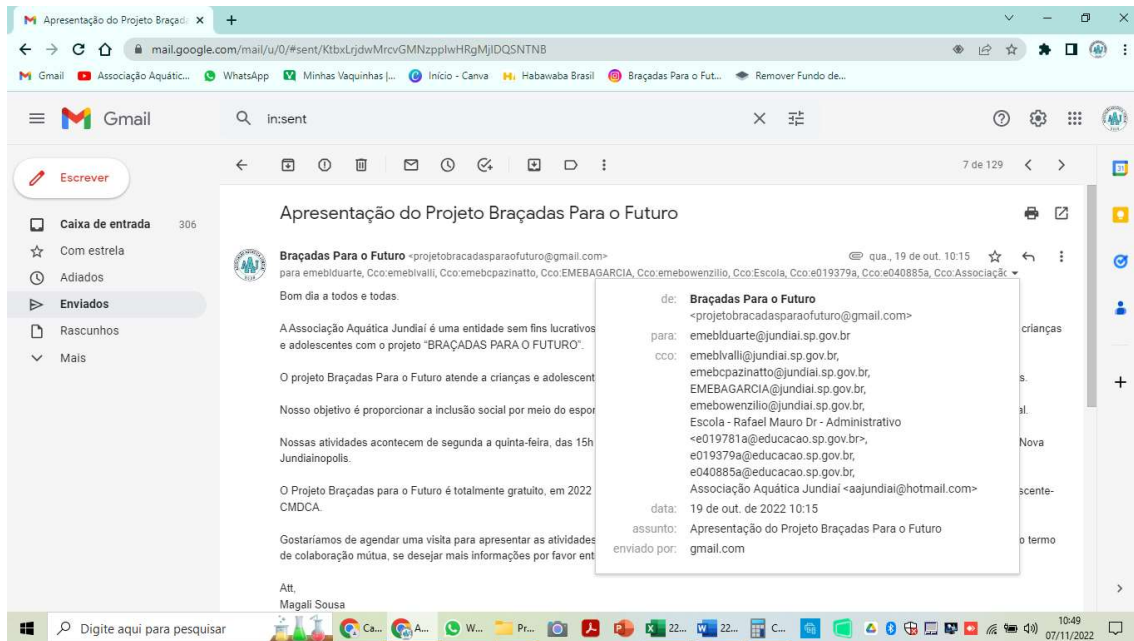 Apresentação do Projeto Braçad
mail.google.com/mail/u/0/#sent/KtbxLrjdwMrcvGMNzppIwHRgMjIDQSNTNB
Gmail Associação Aquátic... WhatsApp Minhas Vaquinhas |... Início - Canva Habawaba Brasil Braçadas Para o Fut... Remover Fundo de...
Gmail
in:sent
Escrever
7 de 129
Caixa de entrada 306
Com estrela
Adiados
Enviados
Rascunhos
Mais
Apresentação do Projeto Braçadas Para o Futuro
Braçadas Para o Futuro <projetobracadasparaofuturo@gmail.com> qua., 19 de out. 10:15
para emeblduarte, Cco:emeblvalli, Cco:emebcpazinatto, Cco:EMEBAGARCIA, Cco:emebowenzilio, Cco:Escola, Cco:e019379a, Cco:e040885a, Cco:Associaçã
Bom dia a todos e todas.
A Associação Aquática Jundiaí é uma entidade sem fins lucrativos crianças
e adolescentes com o projeto “BRAÇADAS PARA O FUTURO”.
O projeto Braçadas Para o Futuro atende a crianças e adolescent s.
Nosso objetivo é proporcionar a inclusão social por meio do espor al.
Nossas atividades acontecem de segunda a quinta-feira, das 15h Nova
Jundiainopolis.
O Projeto Braçadas para o Futuro é totalmente gratuito, em 2022 scente-
CMDCA.
Gostaríamos de agendar uma visita para apresentar as atividades o termo
de colaboração mútua, se desejar mais informações por favor ent
Att,
Magali Sousa
de: Braçadas Para o Futuro
<projetobracadasparaofuturo@gmail.com>
para: emeblduarte@jundiai.sp.gov.br
cco: emeblvalli@jundiai.sp.gov.br,
emebcpazinatto@jundiai.sp.gov.br,
EMEBAGARCIA@jundiai.sp.gov.br,
emebowenzilio@jundiai.sp.gov.br,
Escola - Rafael Mauro Dr - Administrativo
<e019781a@educacao.sp.gov.br>,
e019379a@educacao.sp.gov.br,
e040885a@educacao.sp.gov.br,
Associação Aquática Jundiaí <aajundiai@hotmail.com>
data: 19 de out. de 2022 10:15
assunto: Apresentação do Projeto Braçadas Para o Futuro
enviado por: gmail.com
Digite aqui para pesquisar
Ca... A... W... Pr... 22... 22... C...
10:49
07/11/2022